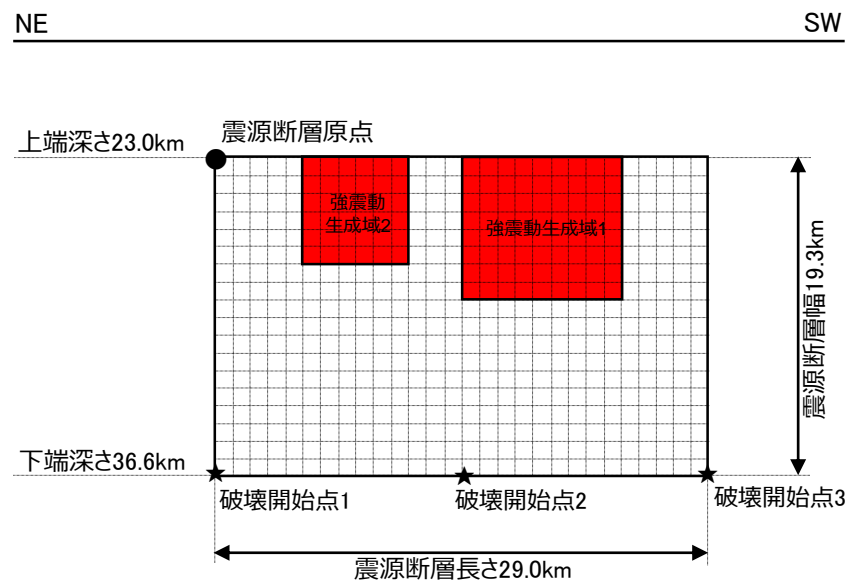 NE
SW
上端深さ23.0km
震源断層原点
強震動
生成域2
強震動生成域1
震源断層幅19.3km
下端深さ36.6km
破壊開始点1
破壊開始点2
破壊開始点3
震源断層長さ29.0km